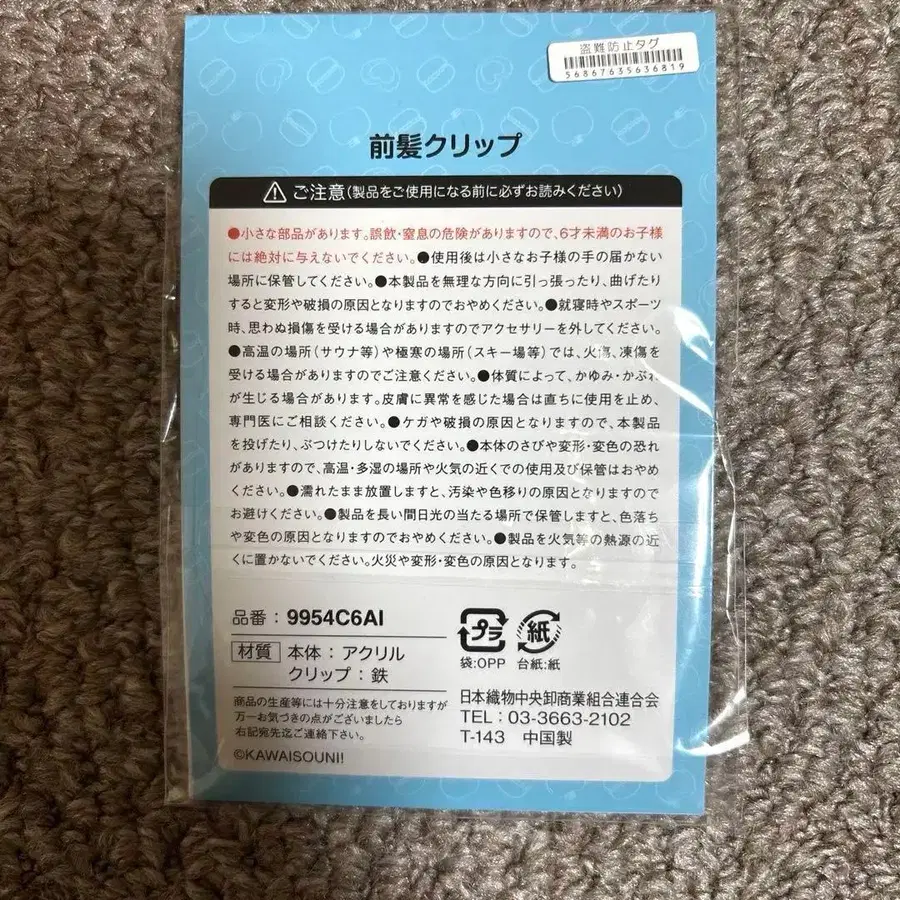 盗難防止タグ
56867635636819
前髪クリップ
ご注意(製品をご使用になる前に必ずお読みください)
●小さな部品があります。誤飲・窒息の危険がありますので、6才未満のお子様
には絶対に与えないでください。●使用後は小さなお子様の手の届かない
場所に保管してください。●本製品を無理な方向に引っ張ったり、曲げたり
すると変形や破損の原因となりますのでおやめください。●就寝時やスポーツ
時、思わぬ損傷を受ける場合がありますのでアクセサリーを外してください。
●高温の場所(サウナ等)や極寒の場所(スキー場等)では、火傷、凍傷を
受ける場合がありますのでご注意ください。●体質によって、かゆみ・かぶれ
が生じる場合があります。皮膚に異常を感じた場合は直ちに使用を止め、
専門医にご相談ください。●ケガや破損の原因となりますので、本製品
を投げたり、ぶつけたりしないでください。●本体のさびや変形・変色の恐れ
がありますので、高温・多湿の場所や火気の近くでの使用及び保管はおやめ
ください。●濡れたまま放置しますと、汚染や色移りの原因となりますので
お避けください。●製品を長い間日光の当たる場所で保管しますと、色落ち
や変色の原因となりますのでおやめください。●製品を火気等の熱源の近
くに置かないでください。火災や変形・変色の原因となります。
品番：9954C6AI
材質 本体：アクリル
クリップ：鉄
商品の生産等には十分注意をしておりますが
万一お気づきの点がございましたら
右記宛先迄ご連絡下さい。
©KAWAISOUNI!
プラ 紙
袋:OPP 台紙:紙
日本織物中央卸商業組合連合会
TEL：03-3663-2102
T-143 中国製